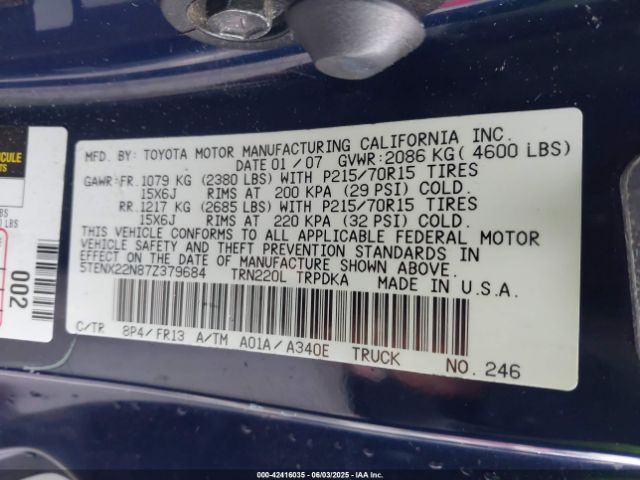 MFD. BY: TOYOTA MOTOR MANUFACTURING CALIFORNIA INC.
DATE 01 / 07 GVWR: 2086 KG( 4600 LBS)
GAWR: FR. 1079 KG (2380 LBS) WITH P215/70R15 TIRES
15X6J RIMS AT 200 KPA (29 PSI) COLD.
RR. 1217 KG (2685 LBS) WITH P215/70R15 TIRES
15X6J RIMS AT 220 KPA (32 PSI) COLD.
THIS VEHICLE CONFORMS TO ALL APPLICABLE FEDERAL MOTOR
VEHICLE SAFETY AND THEFT PREVENTION STANDARDS IN
EFFECT ON THE DATE OF MANUFACTURE SHOWN ABOVE.
5TENX22N87Z379684 TRN220L TRPDKA MADE IN U.S.A.
C/TR 8P4/FR13 A/TM A01A/A340E TRUCK NO. 246
002
000-42416035 - 06/03/2025 - IAA Inc.